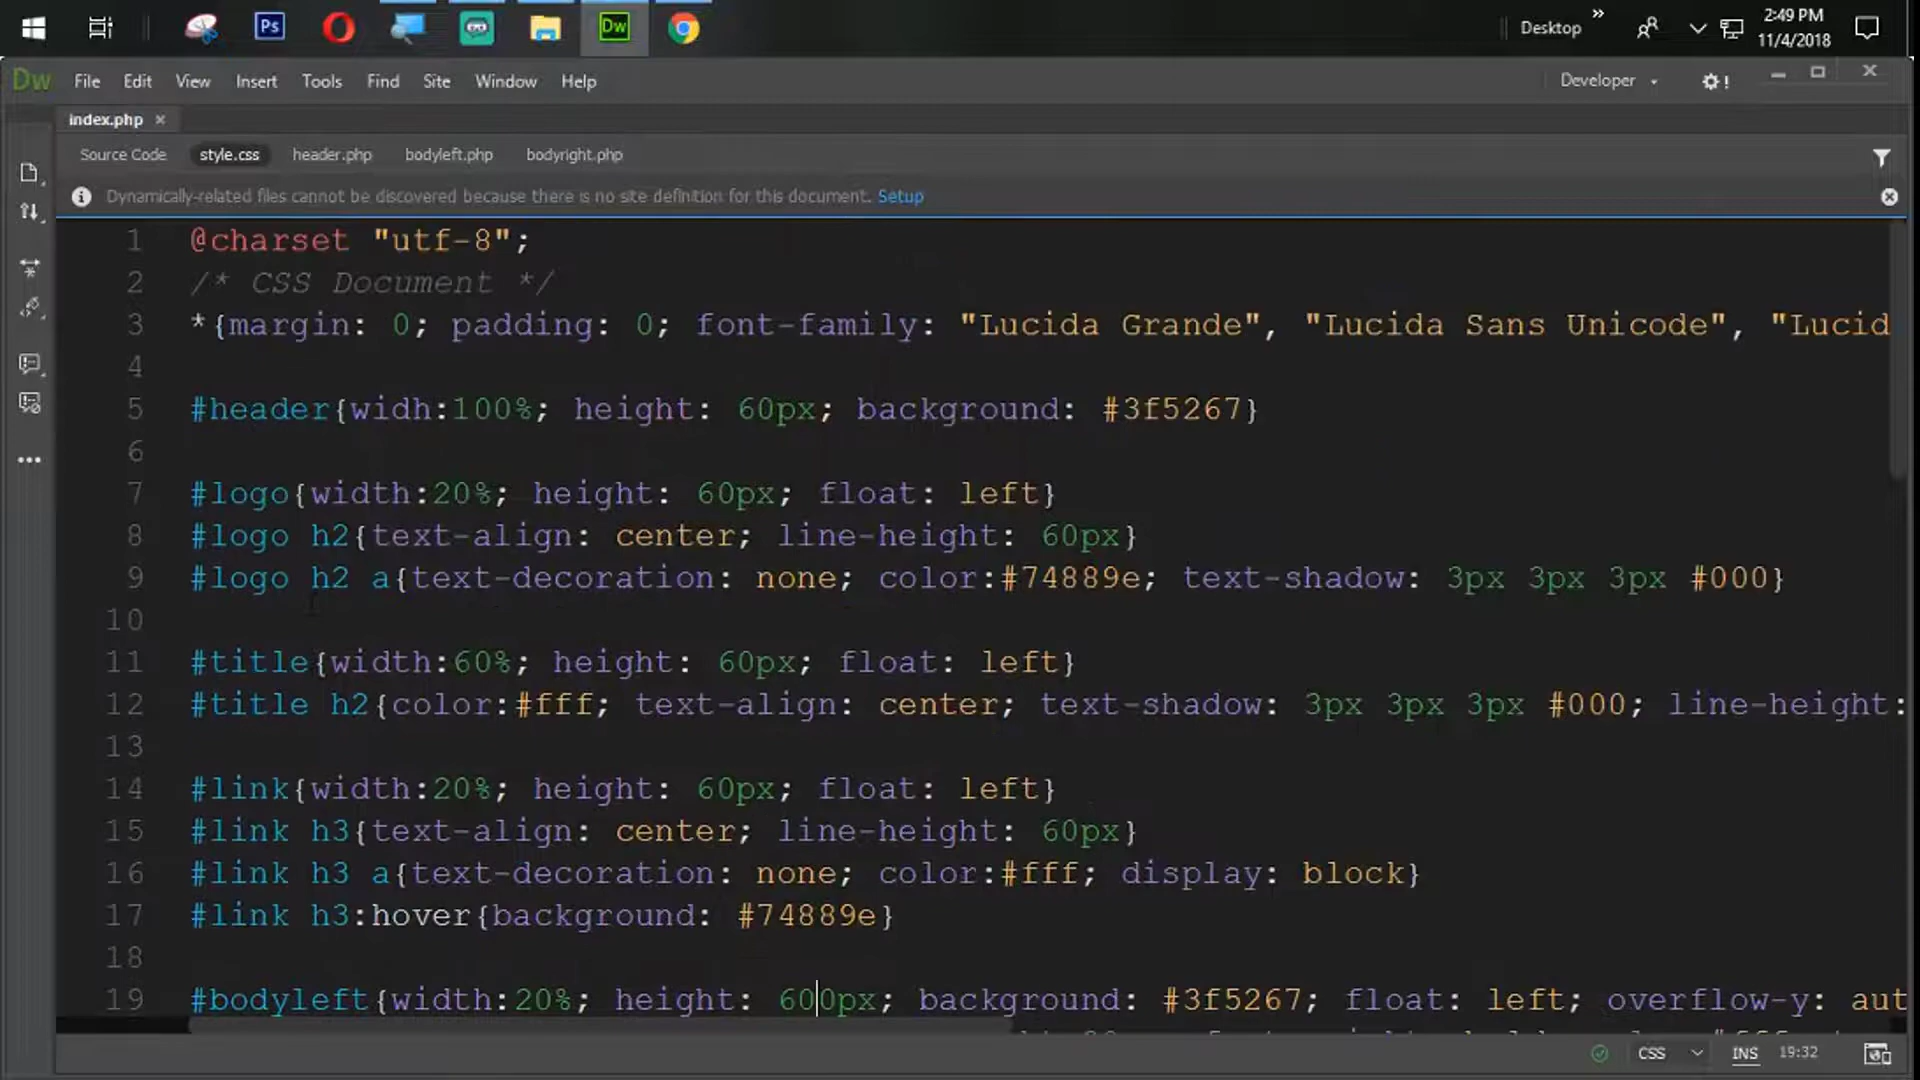 Ps
Dw
Desktop
»
2:49 PM
11/4/2018
Dw File Edit View Insert Tools Find Site Window Help
Developer
!
index.php ×
Source Code style.css header.php bodyleft.php bodyright.php
Dynamically-related files cannot be discovered because there is no site definition for this document. Setup
1 @charset "utf-8";
2 /* CSS Document */
3 *{margin: 0; padding: 0; font-family: "Lucida Grande", "Lucida Sans Unicode", "Lucid
4
5 #header{widh:100%; height: 60px; background: #3f5267}
6
7 #logo{width:20%; height: 60px; float: left}
8 #logo h2{text-align: center; line-height: 60px}
9 #logo h2 a{text-decoration: none; color:#74889e; text-shadow: 3px 3px 3px #000}
10
11 #title{width:60%; height: 60px; float: left}
12 #title h2{color:#fff; text-align: center; text-shadow: 3px 3px 3px #000; line-height:
13
14 #link{width:20%; height: 60px; float: left}
15 #link h3{text-align: center; line-height: 60px}
16 #link h3 a{text-decoration: none; color:#fff; display: block}
17 #link h3:hover{background: #74889e}
18
19 #bodyleft{width:20%; height: 600px; background: #3f5267; float: left; overflow-y: aut
CSS INS 19:32